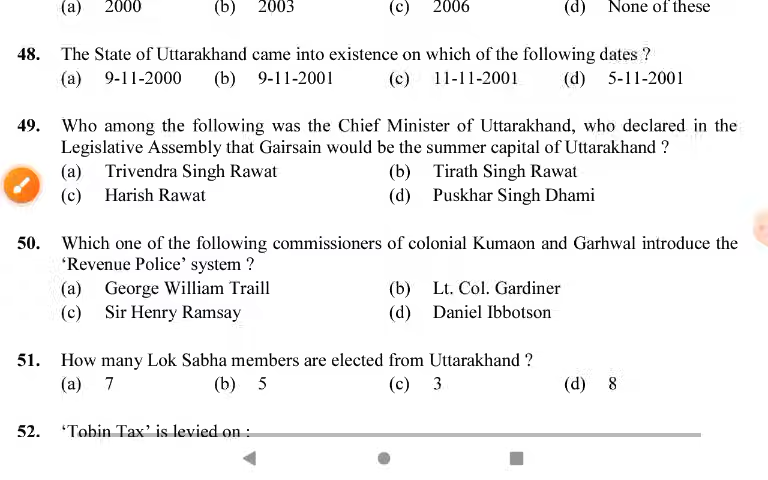 (a) 2000 (b) 2003 (c) 2006 (d) None of these
48. The State of Uttarakhand came into existence on which of the following dates ?
(a) 9-11-2000 (b) 9-11-2001 (c) 11-11-2001 (d) 5-11-2001
49. Who among the following was the Chief Minister of Uttarakhand, who declared in the
Legislative Assembly that Gairsain would be the summer capital of Uttarakhand ?
(a) Trivendra Singh Rawat (b) Tirath Singh Rawat
(c) Harish Rawat (d) Puskhar Singh Dhami
50. Which one of the following commissioners of colonial Kumaon and Garhwal introduce the
‘Revenue Police’ system ?
(a) George William Traill (b) Lt. Col. Gardiner
(c) Sir Henry Ramsay (d) Daniel Ibbotson
51. How many Lok Sabha members are elected from Uttarakhand ?
(a) 7 (b) 5 (c) 3 (d) 8
52. ‘Tobin Tax’ is levied on :